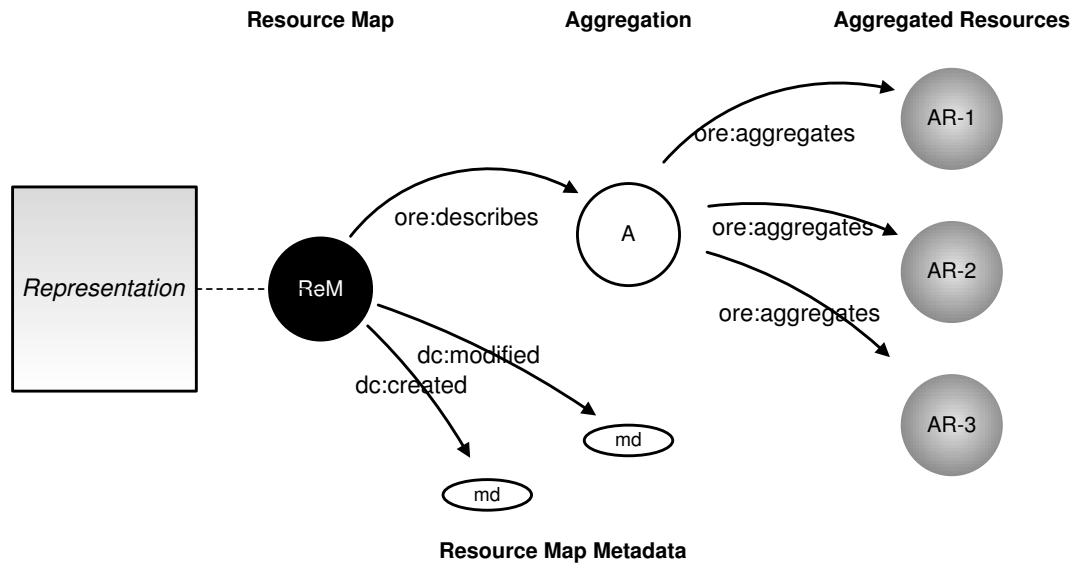 Resource Map
Aggregation
Aggregated Resources
AR-1
ore:aggregates
ore:describes
A
ore:aggregates
AR-2
Representation
ReM
ore:aggregates
dc:modified
dc:created
AR-3
md
md
Resource Map Metadata